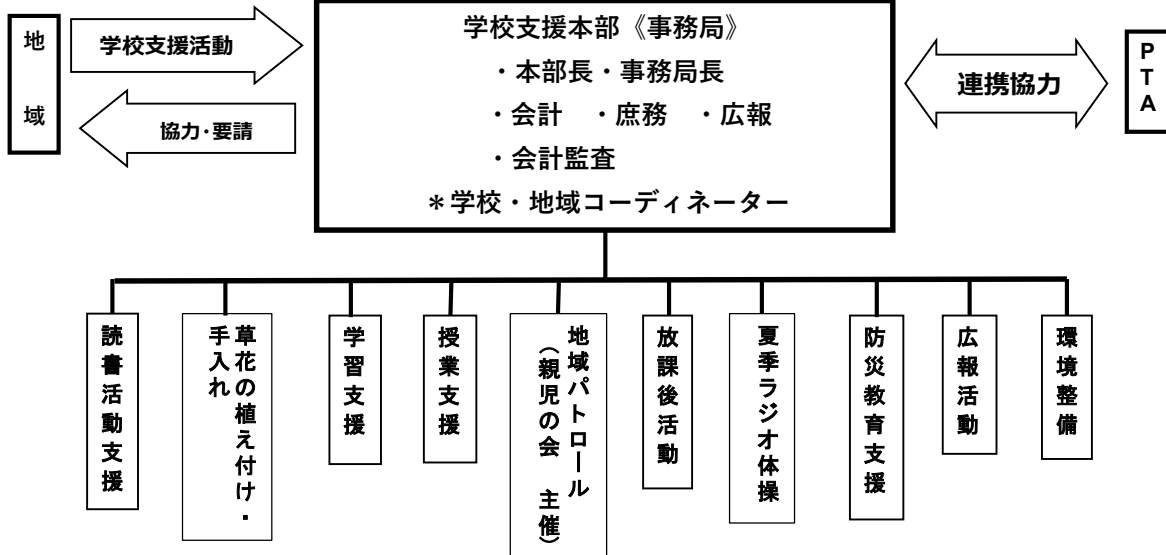 地域
学校支援活動
協力・要請
学校支援本部《事務局》
・本部長・事務局長
・会計　・庶務　・広報
・会計監査
＊学校・地域コーディネーター
連携協力
PTA
読書活動支援
草花の植え付け・
手入れ
学習支援
授業支援
地域パトロール
（親児の会　主催）
放課後活動
夏季ラジオ体操
防災教育支援
広報活動
環境整備